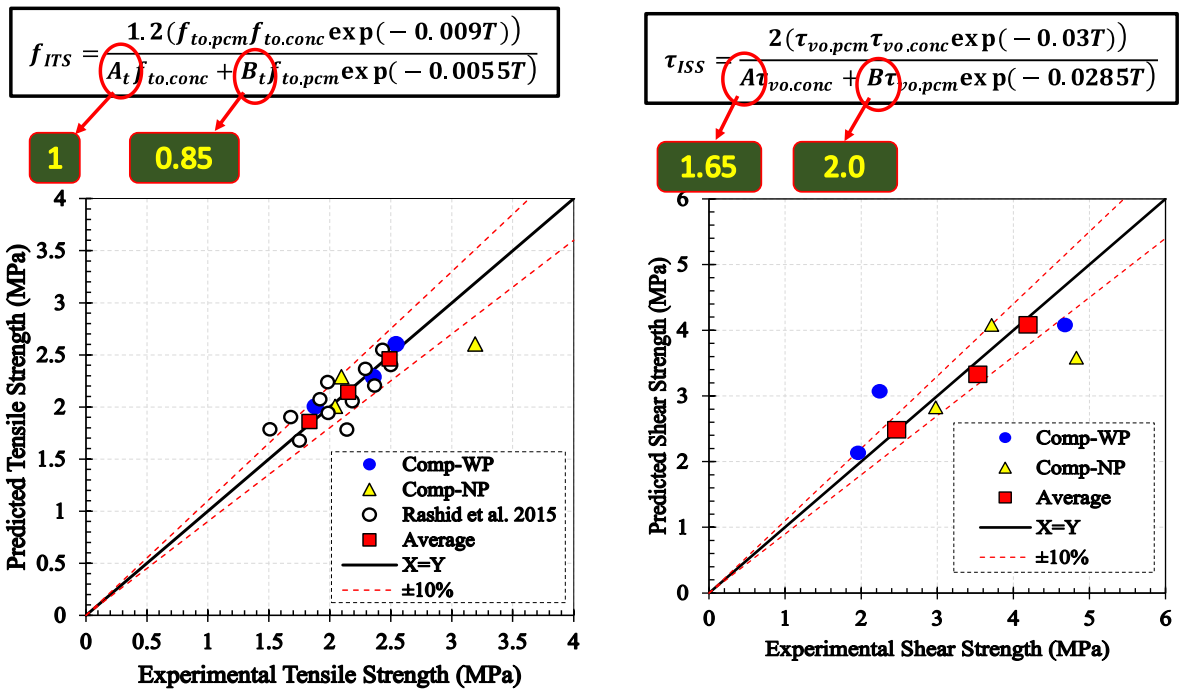 f_ITS = 1.2(f_to.pcm f_to.conc exp(−0.009T)) / A_t f_to.conc + B_t f_to.pcm exp(−0.0055T)
1
0.85
4
3.5
3
2.5
2
1.5
1
0.5
0
Predicted Tensile Strength (MPa)
Comp-WP
Comp-NP
Rashid et al. 2015
Average
X=Y
±10%
0 0.5 1 1.5 2 2.5 3 3.5 4
Experimental Tensile Strength (MPa)
τ_ISS = 2(τ_vo.pcm τ_vo.conc exp(−0.03T)) / Aτ_vo.conc + Bτ_vo.pcm exp(−0.0285T)
1.65
2.0
6
5
4
3
2
1
0
Predicted Shear Strength (MPa)
Comp-WP
Comp-NP
Average
X=Y
±10%
0 1 2 3 4 5 6
Experimental Shear Strength (MPa)